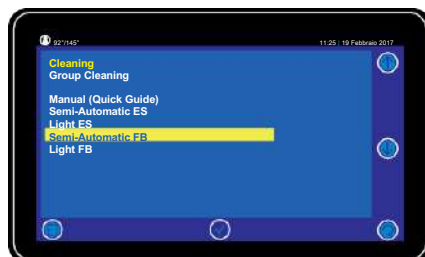 92°/145°
11:25 | 19 Febbraio 2017
Cleaning
Group Cleaning
Manual (Quick Guide)
Semi-Automatic ES
Light ES
Semi-Automatic FB
Light FB